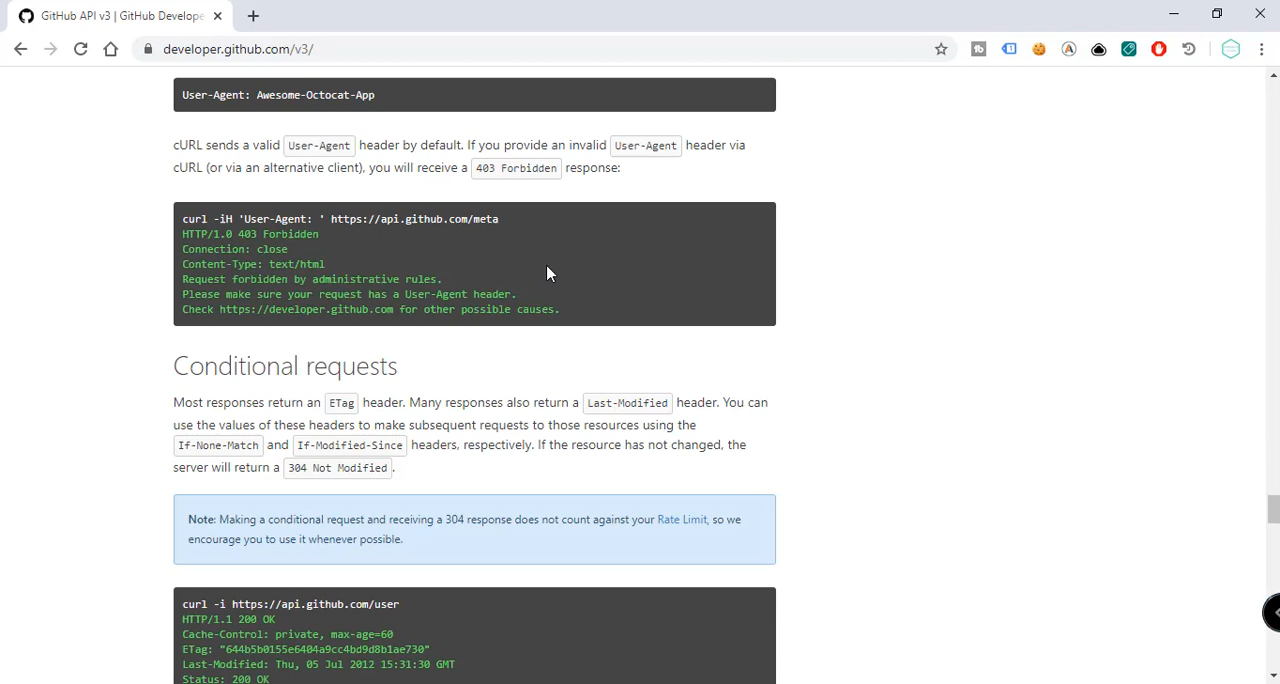 GitHub API v3 | GitHub Develope
developer.github.com/v3/
User-Agent: Awesome-Octocat-App
cURL sends a valid User-Agent header by default. If you provide an invalid User-Agent header via
cURL (or via an alternative client), you will receive a 403 Forbidden response:
curl -iH 'User-Agent: ' https://api.github.com/meta
HTTP/1.0 403 Forbidden
Connection: close
Content-Type: text/html
Request forbidden by administrative rules.
Please make sure your request has a User-Agent header.
Check https://developer.github.com for other possible causes.
Conditional requests
Most responses return an ETag header. Many responses also return a Last-Modified header. You can
use the values of these headers to make subsequent requests to those resources using the
If-None-Match and If-Modified-Since headers, respectively. If the resource has not changed, the
server will return a 304 Not Modified.
Note: Making a conditional request and receiving a 304 response does not count against your Rate Limit, so we
encourage you to use it whenever possible.
curl -i https://api.github.com/user
HTTP/1.1 200 OK
Cache-Control: private, max-age=60
ETag: "644b5b0155e6404a9cc4bd9d8b1ae730"
Last-Modified: Thu, 05 Jul 2012 15:31:30 GMT
Status: 200 OK